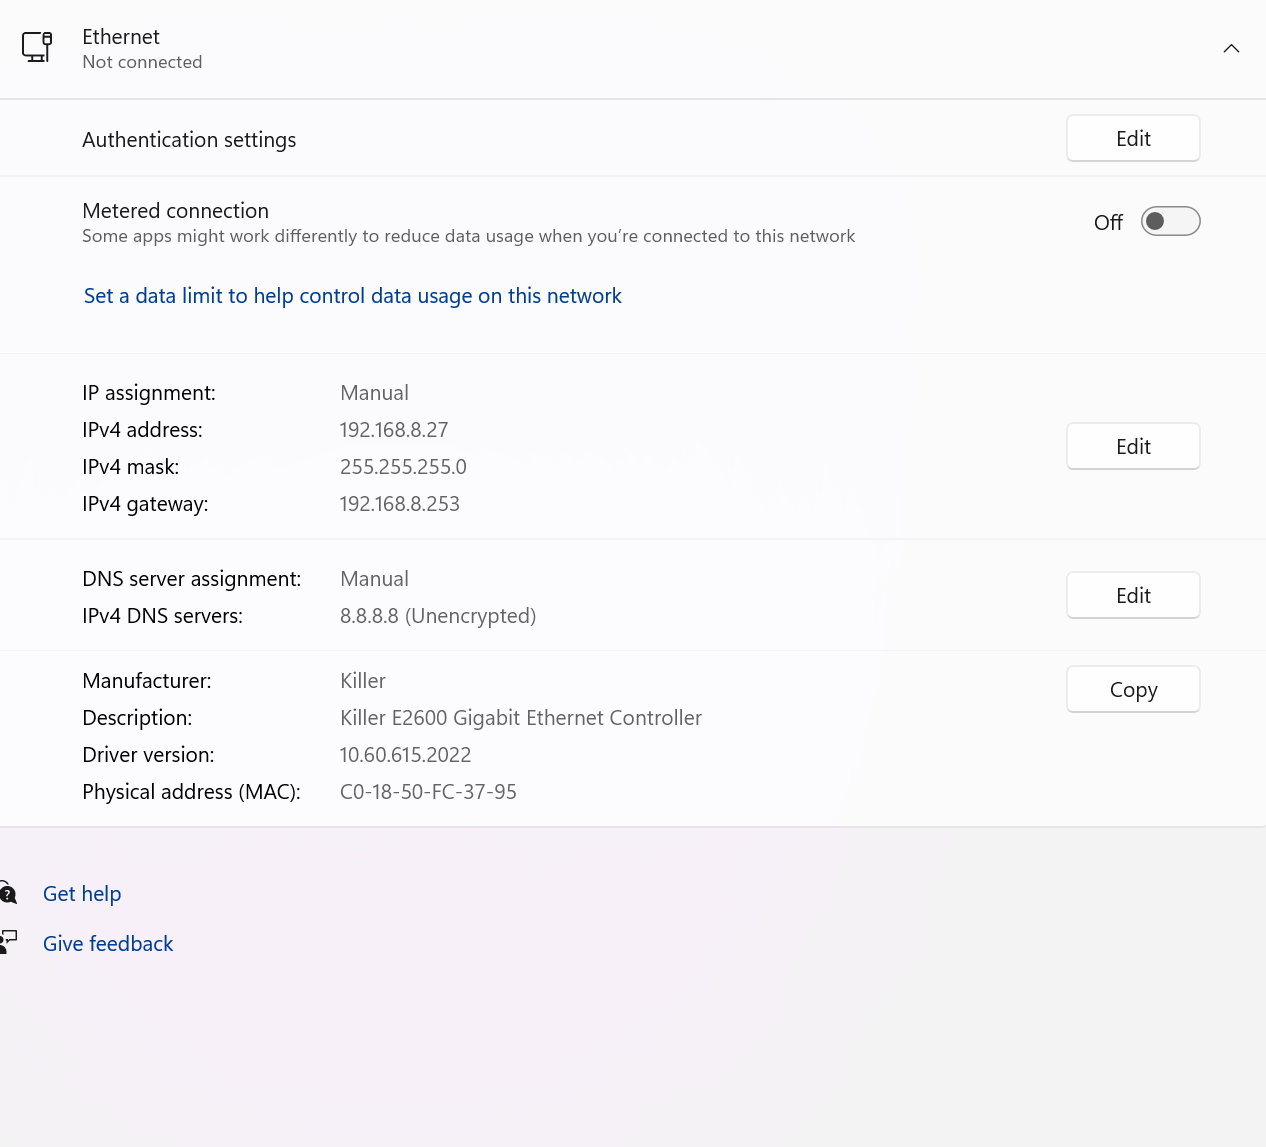 Ethernet
Not connected
Authentication settings
Edit
Metered connection
Some apps might work differently to reduce data usage when you’re connected to this network
Off
Set a data limit to help control data usage on this network
IP assignment: Manual
IPv4 address: 192.168.8.27
IPv4 mask: 255.255.255.0
IPv4 gateway: 192.168.8.253
Edit
DNS server assignment: Manual
IPv4 DNS servers: 8.8.8.8 (Unencrypted)
Edit
Manufacturer: Killer
Description: Killer E2600 Gigabit Ethernet Controller
Driver version: 10.60.615.2022
Physical address (MAC): C0-18-50-FC-37-95
Copy
Get help
Give feedback